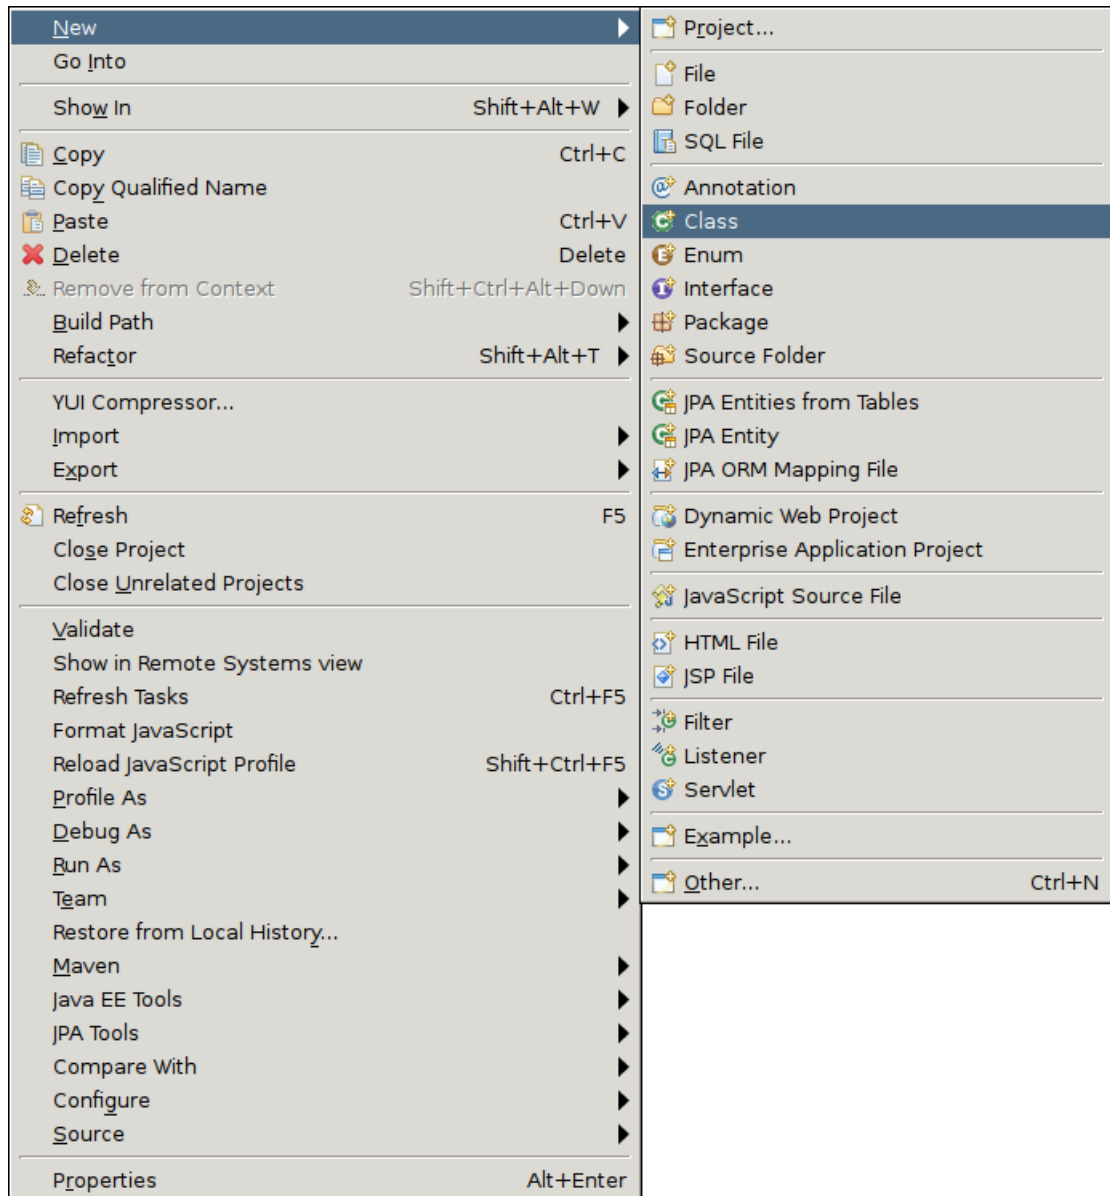 New
Go Into
Show In Shift+Alt+W
Copy Ctrl+C
Copy Qualified Name
Paste Ctrl+V
Delete Delete
Remove from Context Shift+Ctrl+Alt+Down
Build Path
Refactor Shift+Alt+T
YUI Compressor...
Import
Export
Refresh F5
Close Project
Close Unrelated Projects
Validate
Show in Remote Systems view
Refresh Tasks Ctrl+F5
Format JavaScript
Reload JavaScript Profile Shift+Ctrl+F5
Profile As
Debug As
Run As
Team
Restore from Local History...
Maven
Java EE Tools
JPA Tools
Compare With
Configure
Source
Properties Alt+Enter
Project...
File
Folder
SQL File
Annotation
Class
Enum
Interface
Package
Source Folder
JPA Entities from Tables
JPA Entity
JPA ORM Mapping File
Dynamic Web Project
Enterprise Application Project
JavaScript Source File
HTML File
JSP File
Filter
Listener
Servlet
Example...
Other... Ctrl+N